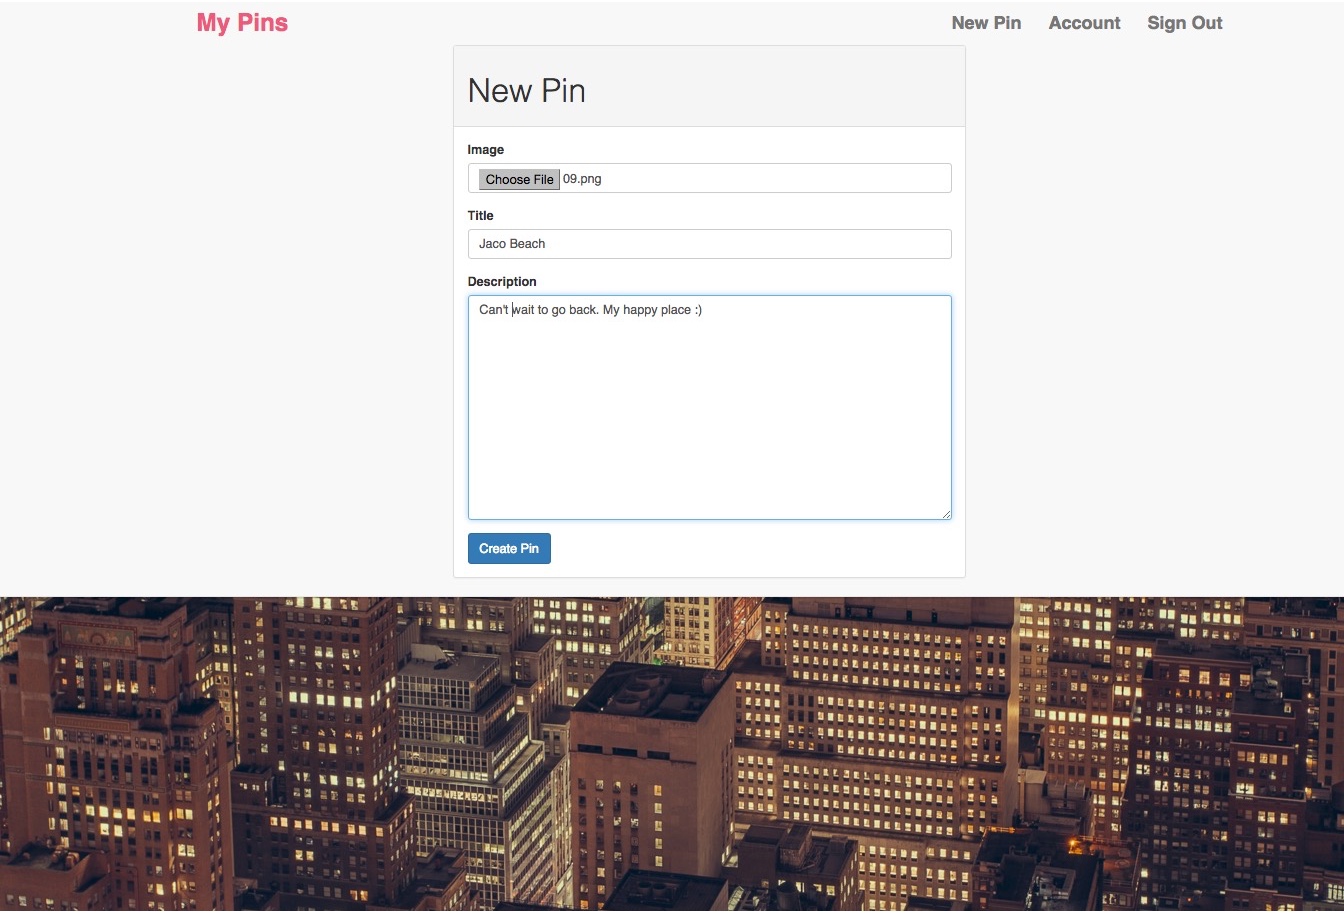 My Pins
New Pin Account Sign Out
New Pin
Image
Choose File 09.png
Title
Jaco Beach
Description
Can't wait to go back. My happy place :)
Create Pin